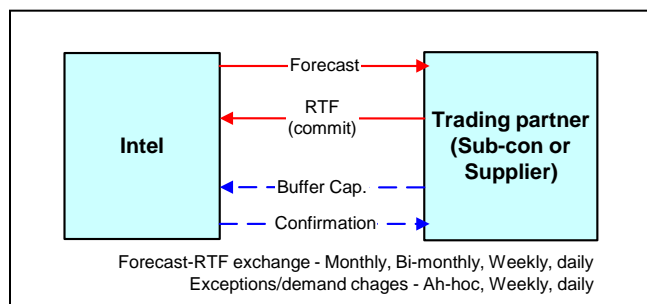 Forecast
RTF
(commit)
Intel
Trading partner
(Sub-con or
Supplier)
Buffer Cap.
Confirmation
Forecast-RTF exchange - Monthly, Bi-monthly, Weekly, daily
Exceptions/demand chages - Ah-hoc, Weekly, daily